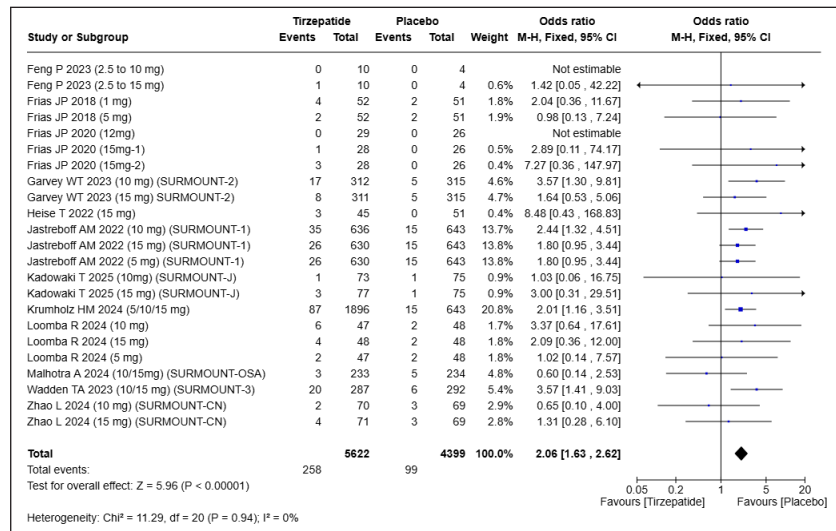 Tirzepatide Placebo Odds ratio Odds ratio
Study or Subgroup Events Total Events Total Weight M-H, Fixed, 95% CI M-H, Fixed, 95% CI
Feng P 2023 (2.5 to 10 mg) 0 10 0 4 Not estimable
Feng P 2023 (2.5 to 15 mg) 1 10 0 4 0.6% 1.42 [0.05 , 42.22]
Frias JP 2018 (1 mg) 4 52 2 51 1.8% 2.04 [0.36 , 11.67]
Frias JP 2018 (5 mg) 2 52 2 51 1.9% 0.98 [0.13 , 7.24]
Frias JP 2020 (12mg) 0 29 0 26 Not estimable
Frias JP 2020 (15mg-1) 1 28 0 26 0.5% 2.89 [0.11 , 74.17]
Frias JP 2020 (15mg-2) 3 28 0 26 0.4% 7.27 [0.36 , 147.97]
Garvey WT 2023 (10 mg) (SURMOUNT-2) 17 312 5 315 4.6% 3.57 [1.30 , 9.81]
Garvey WT 2023 (15 mg) SURMOUNT-2) 8 311 5 315 4.7% 1.64 [0.53 , 5.06]
Heise T 2022 (15 mg) 3 45 0 51 0.4% 8.48 [0.43 , 168.83]
Jastreboff AM 2022 (10 mg) (SURMOUNT-1) 35 636 15 643 13.7% 2.44 [1.32 , 4.51]
Jastreboff AM 2022 (15 mg) (SURMOUNT-1) 26 630 15 643 13.8% 1.80 [0.95 , 3.44]
Jastreboff AM 2022 (5 mg) (SURMOUNT-1) 26 630 15 643 13.8% 1.80 [0.95 , 3.44]
Kadowaki T 2025 (10mg) (SURMOUNT-J) 1 73 1 75 0.9% 1.03 [0.06 , 16.75]
Kadowaki T 2025 (15 mg) (SURMOUNT-J) 3 77 1 75 0.9% 3.00 [0.31 , 29.51]
Krumholz HM 2024 (5/10/15 mg) 87 1896 15 643 20.8% 2.01 [1.16 , 3.51]
Loomba R 2024 (10 mg) 6 47 2 48 1.7% 3.37 [0.64 , 17.61]
Loomba R 2024 (15 mg) 4 48 2 48 1.8% 2.09 [0.36 , 12.00]
Loomba R 2024 (5 mg) 2 47 2 48 1.9% 1.02 [0.14 , 7.57]
Malhotra A 2024 (10/15mg) (SURMOUNT-OSA) 3 233 5 234 4.8% 0.60 [0.14 , 2.53]
Wadden TA 2023 (10/15 mg) (SURMOUNT-3) 20 287 6 292 5.4% 3.57 [1.41 , 9.03]
Zhao L 2024 (10 mg) (SURMOUNT-CN) 2 70 3 69 2.9% 0.65 [0.10 , 4.00]
Zhao L 2024 (15 mg) (SURMOUNT-CN) 4 71 3 69 2.8% 1.31 [0.28 , 6.10]
Total 5622 4399 100.0% 2.06 [1.63 , 2.62]
Total events: 258 99
Test for overall effect: Z = 5.96 (P < 0.00001)
0.05 0.2 1 5 20
Favours [Tirzepatide] Favours [Placebo]
Heterogeneity: Chi² = 11.29, df = 20 (P = 0.94); I² = 0%